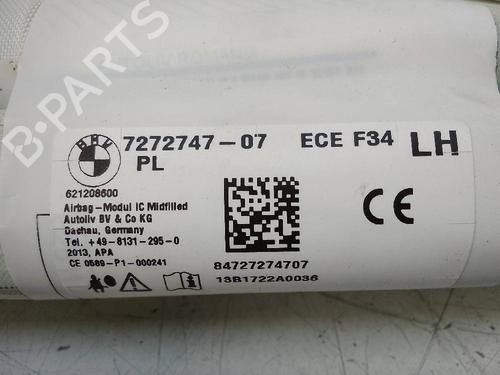 B-PARTS
BMW
7272747-07 ECE F34 LH
PL
621208600
Airbag-Modul IC Midfilled
Autoliv BV & Co KG
Dachau, Germany
Tel. +49-8131-295-0
2013, APA
CE 0589-P1-000241
84727274707
13B1722A0036
CE